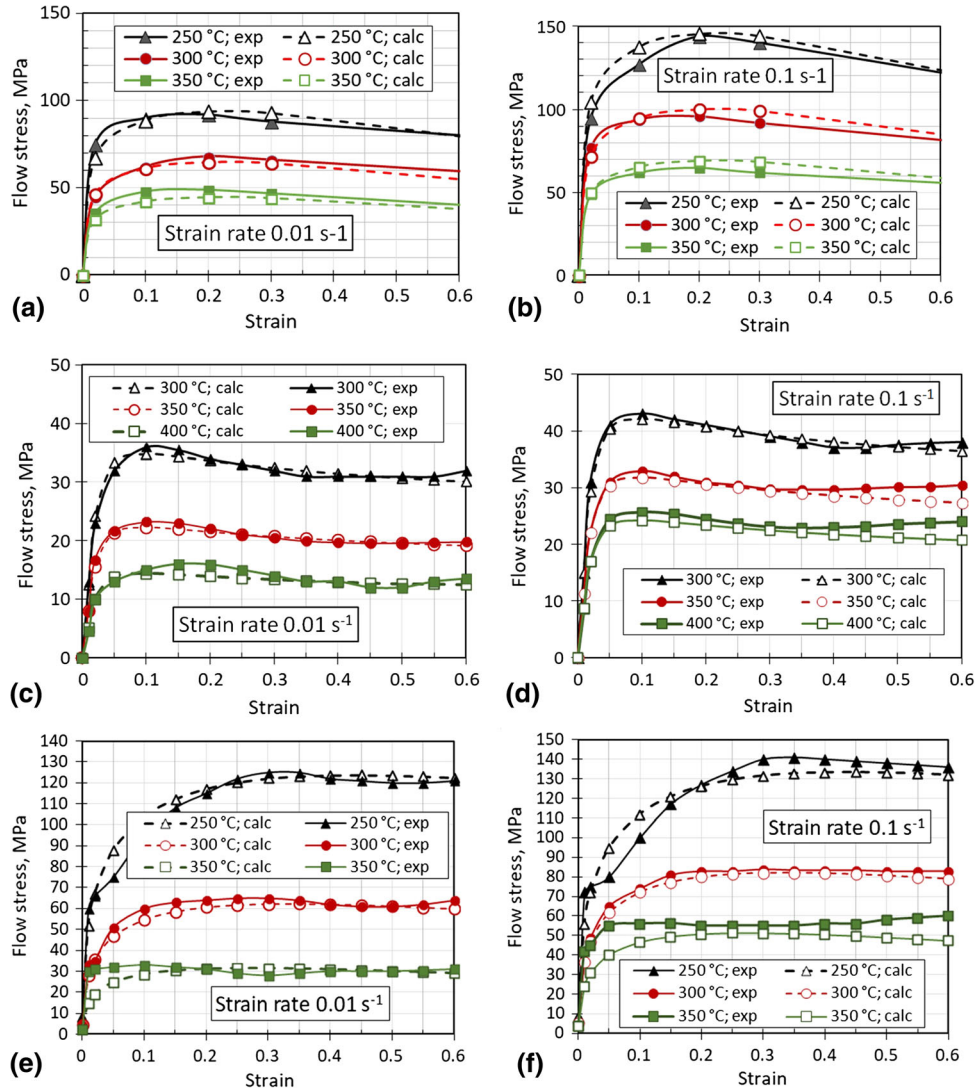 150
100
50
0
Flow stress, MPa
250 °C; exp 250 °C; calc
300 °C; exp 300 °C; calc
350 °C; exp 350 °C; calc
Strain rate 0.01 s-1
0 0.1 0.2 0.3 0.4 0.5 0.6
Strain
(a)
150
100
50
0
Flow stress, MPa
Strain rate 0.1 s-1
250 °C; exp 250 °C; calc
300 °C; exp 300 °C; calc
350 °C; exp 350 °C; calc
0 0.1 0.2 0.3 0.4 0.5 0.6
Strain
(b)
50
40
30
20
10
0
Flow stress, MPa
300 °C; calc 300 °C; exp
350 °C; calc 350 °C; exp
400 °C; calc 400 °C; exp
Strain rate 0.01 s⁻¹
0 0.1 0.2 0.3 0.4 0.5 0.6
Strain
(c)
50
40
30
20
10
0
Flow stress, MPa
Strain rate 0.1 s⁻¹
300 °C; exp 300 °C; calc
350 °C; exp 350 °C; calc
400 °C; exp 400 °C; calc
0 0.1 0.2 0.3 0.4 0.5 0.6
Strain
(d)
140
130
120
110
100
90
80
70
60
50
40
30
20
10
0
Flow stress, MPa
250 °C; calc 250 °C; exp
300 °C; calc 300 °C; exp
350 °C; calc 350 °C; exp
Strain rate 0.01 s⁻¹
0 0.1 0.2 0.3 0.4 0.5 0.6
Strain
(e)
150
140
130
120
110
100
90
80
70
60
50
40
30
20
10
0
Flow stress, MPa
Strain rate 0.1 s⁻¹
250 °C; exp 250 °C; calc
300 °C; exp 300 °C; calc
350 °C; exp 350 °C; calc
0 0.1 0.2 0.3 0.4 0.5 0.6
Strain
(f)